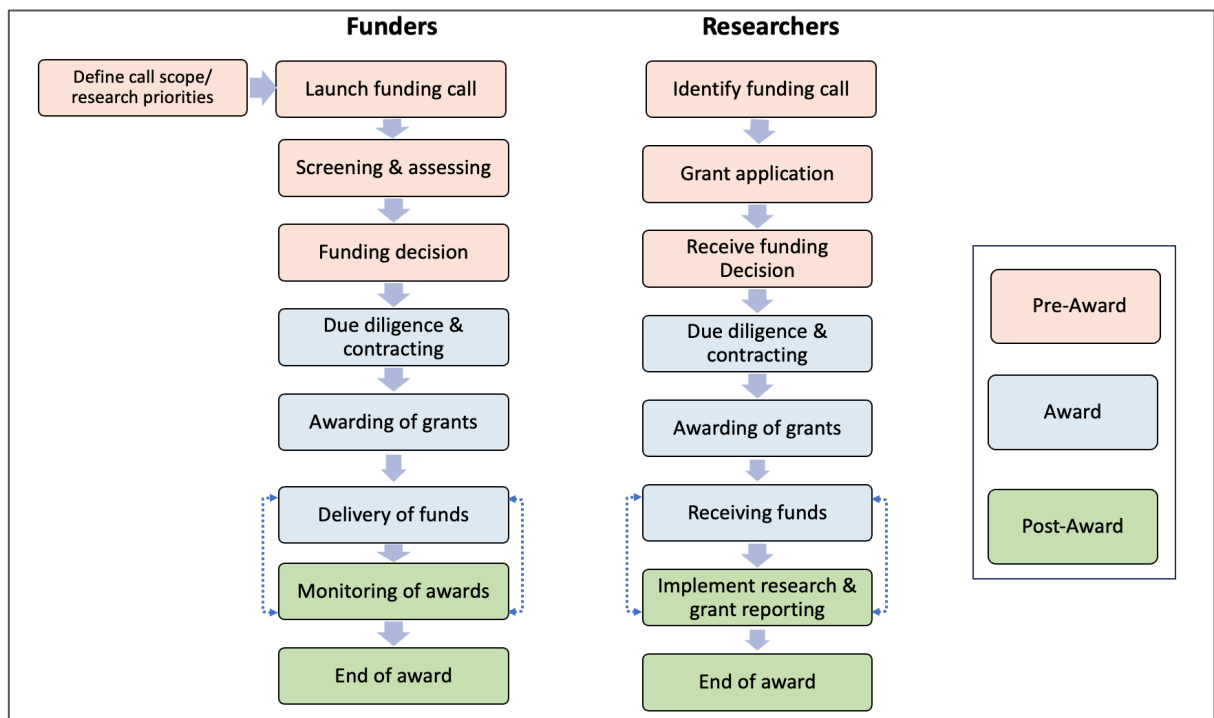 Funders
Define call scope/
research priorities
Launch funding call
Screening & assessing
Funding decision
Due diligence &
contracting
Awarding of grants
Delivery of funds
Monitoring of awards
End of award
Researchers
Identify funding call
Grant application
Receive funding
Decision
Due diligence &
contracting
Awarding of grants
Receiving funds
Implement research &
grant reporting
End of award
Pre-Award
Award
Post-Award